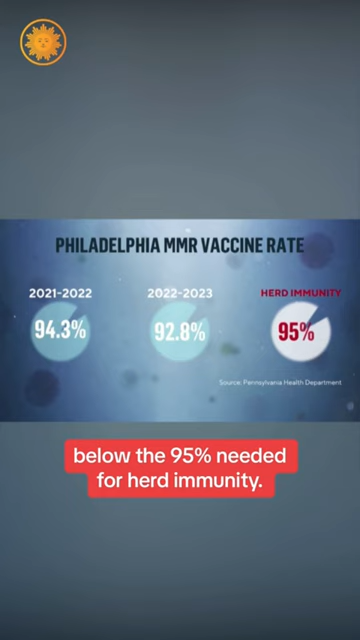 PHILADELPHIA MMR VACCINE RATE
2021-2022
2022-2023
HERD IMMUNITY
94.3%
92.8%
95%
Source: Pennsylvania Health Department
below the 95% needed
for herd immunity.